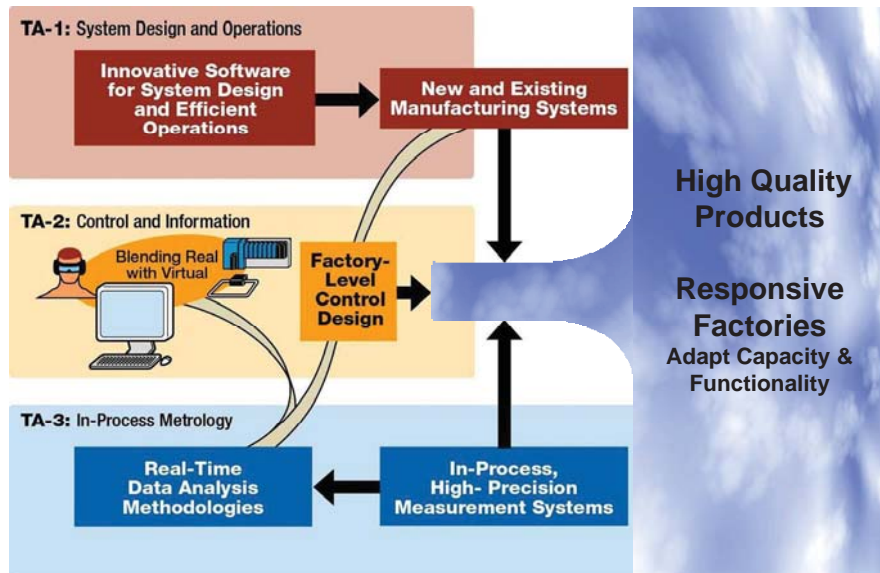 TA-1: System Design and Operations
Innovative Software
for System Design
and Efficient
Operations
New and Existing
Manufacturing Systems
TA-2: Control and Information
Blending Real
with Virtual
Factory-
Level
Control
Design
TA-3: In-Process Metrology
Real-Time
Data Analysis
Methodologies
In-Process,
High- Precision
Measurement Systems
High Quality
Products
Responsive
Factories
Adapt Capacity &
Functionality